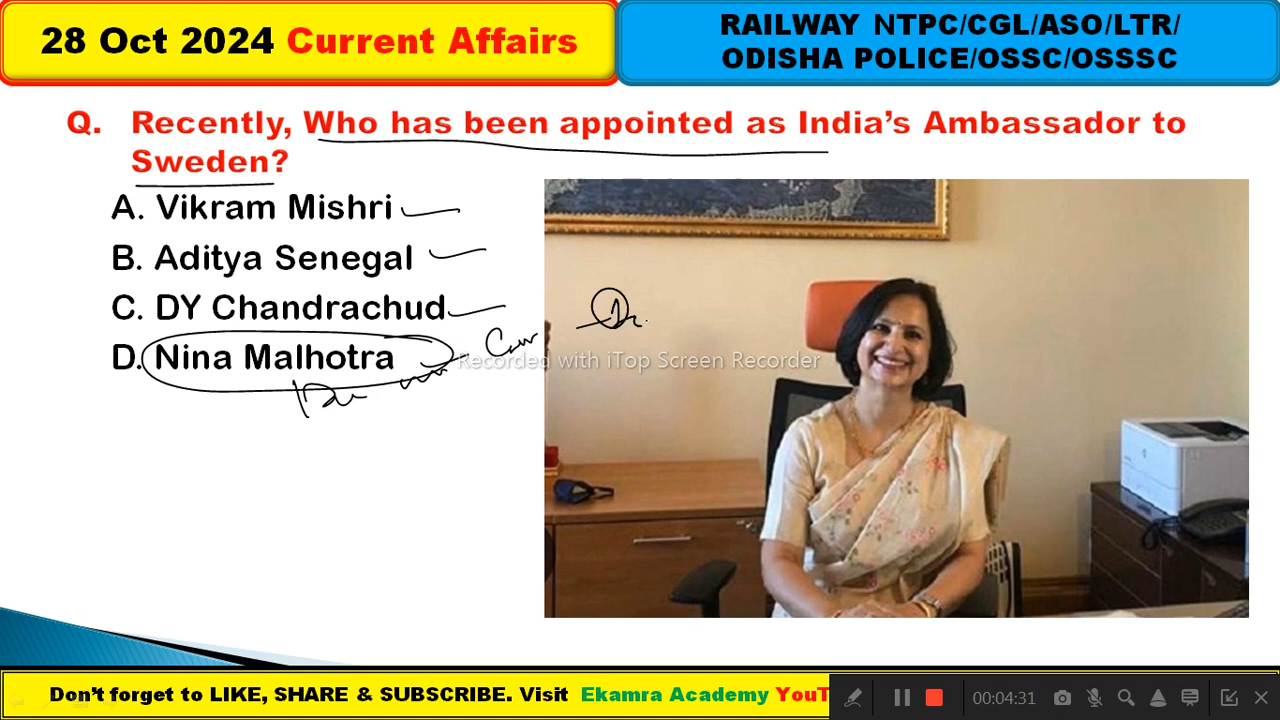 28 Oct 2024 Current Affairs
RAILWAY NTPC/CGL/ASO/LTR/
ODISHA POLICE/OSSC/OSSSC
Q. Recently, Who has been appointed as India's Ambassador to
Sweden?
A. Vikram Mishri
B. Aditya Senegal
C. DY Chandrachud
D. Nina Malhotra
Recorded with iTop Screen Recorder
Don't forget to LIKE, SHARE & SUBSCRIBE. Visit Ekamra Academy YouT
00:04:31